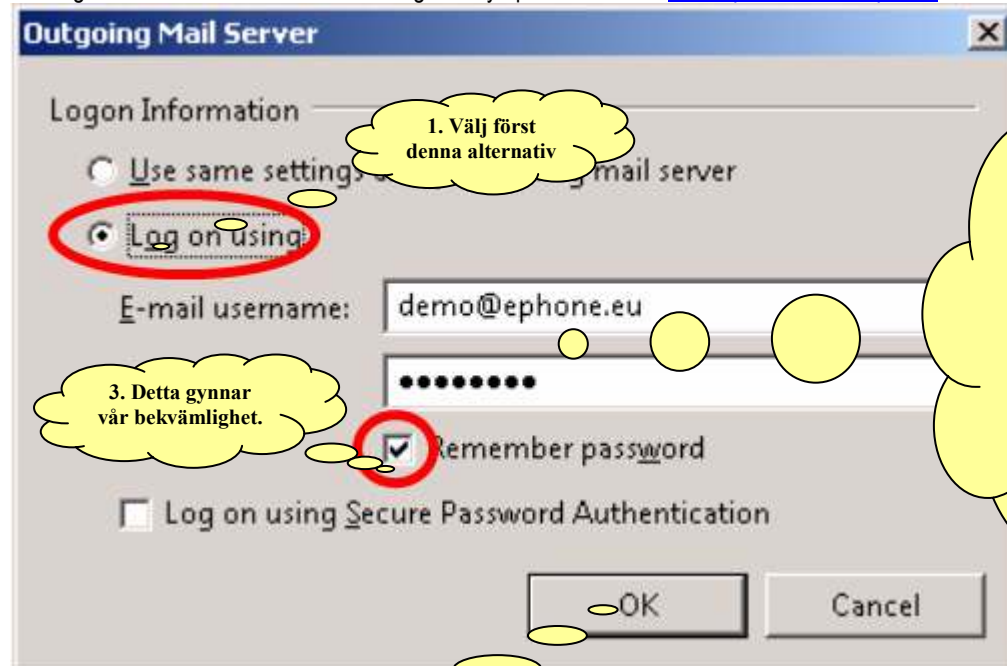 Outgoing Mail Server
Logon Information
1. Välj först
denna alternativ
Use same settings mail server
Log on using
E-mail username:
demo@ephone.eu
3. Detta gynnar
vår bekvämlighet.
Remember password
Log on using Secure Password Authentication
OK
Cancel